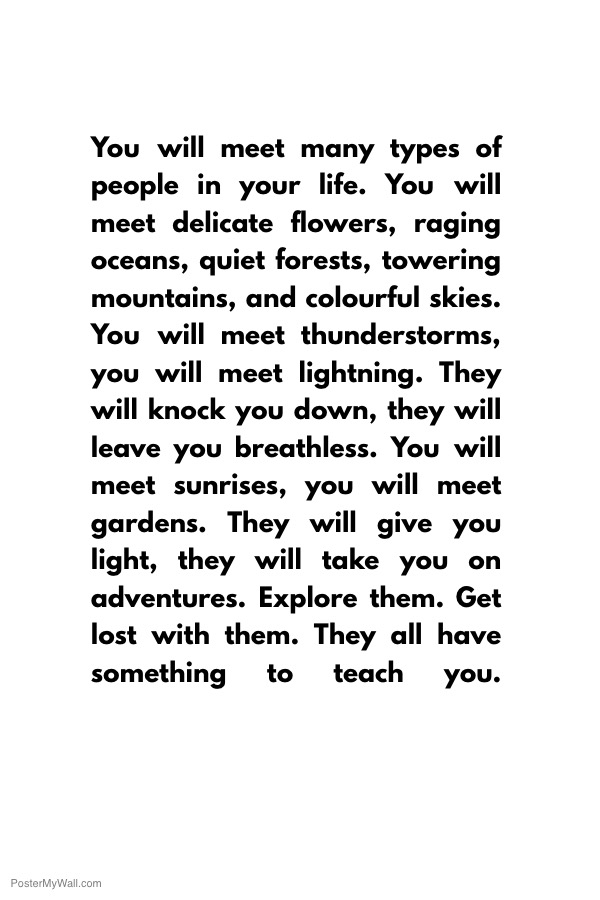 You will meet many types of
people in your life. You will
meet delicate flowers, raging
oceans, quiet forests, towering
mountains, and colourful skies.
You will meet thunderstorms,
you will meet lightning. They
will knock you down, they will
leave you breathless. You will
meet sunrises, you will meet
gardens. They will give you
light, they will take you on
adventures. Explore them. Get
lost with them. They all have
something to teach you.
PosterMyWall.com